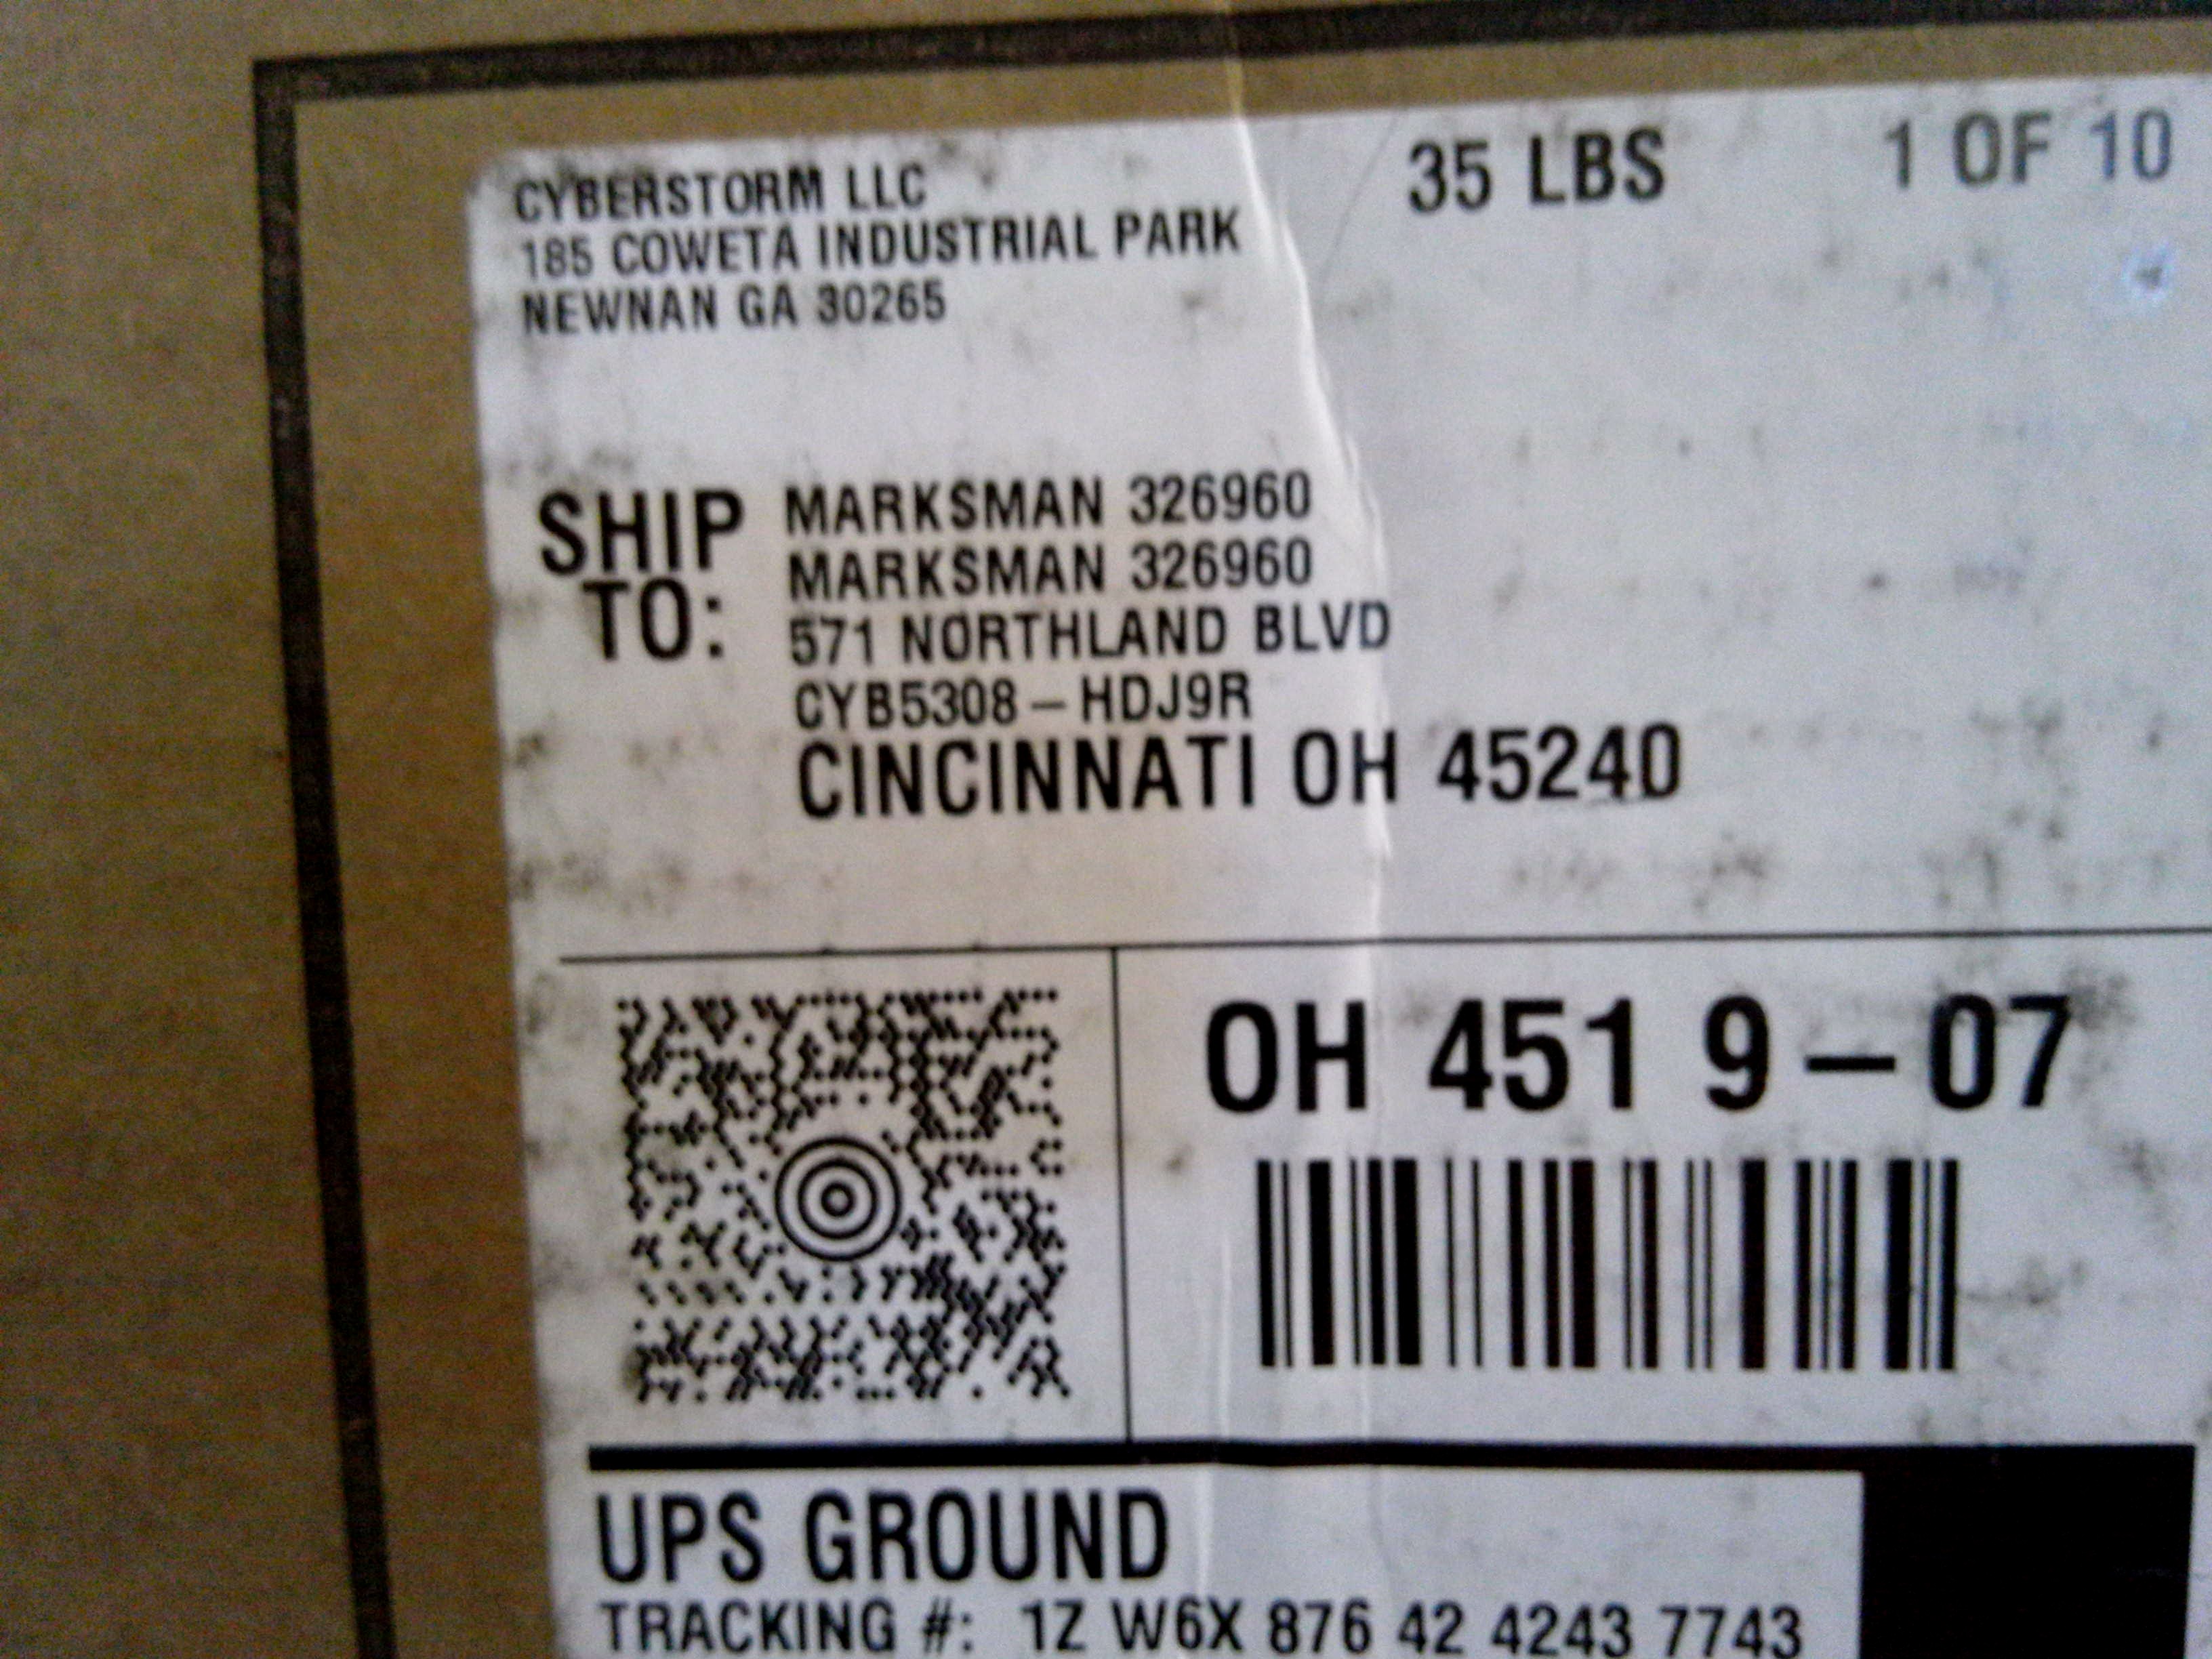 CYBERSTORM LLC
185 COWETA INDUSTRIAL PARK
NEWNAN GA 30265
35 LBS
1 OF 10
SHIP TO:
MARKSMAN 326960
MARKSMAN 326960
571 NORTHLAND BLVD
CYB5308-HDJ9R
CINCINNATI OH 45240
OH 451 9-07
UPS GROUND
TRACKING #: 1Z W6X 876 42 4243 7743